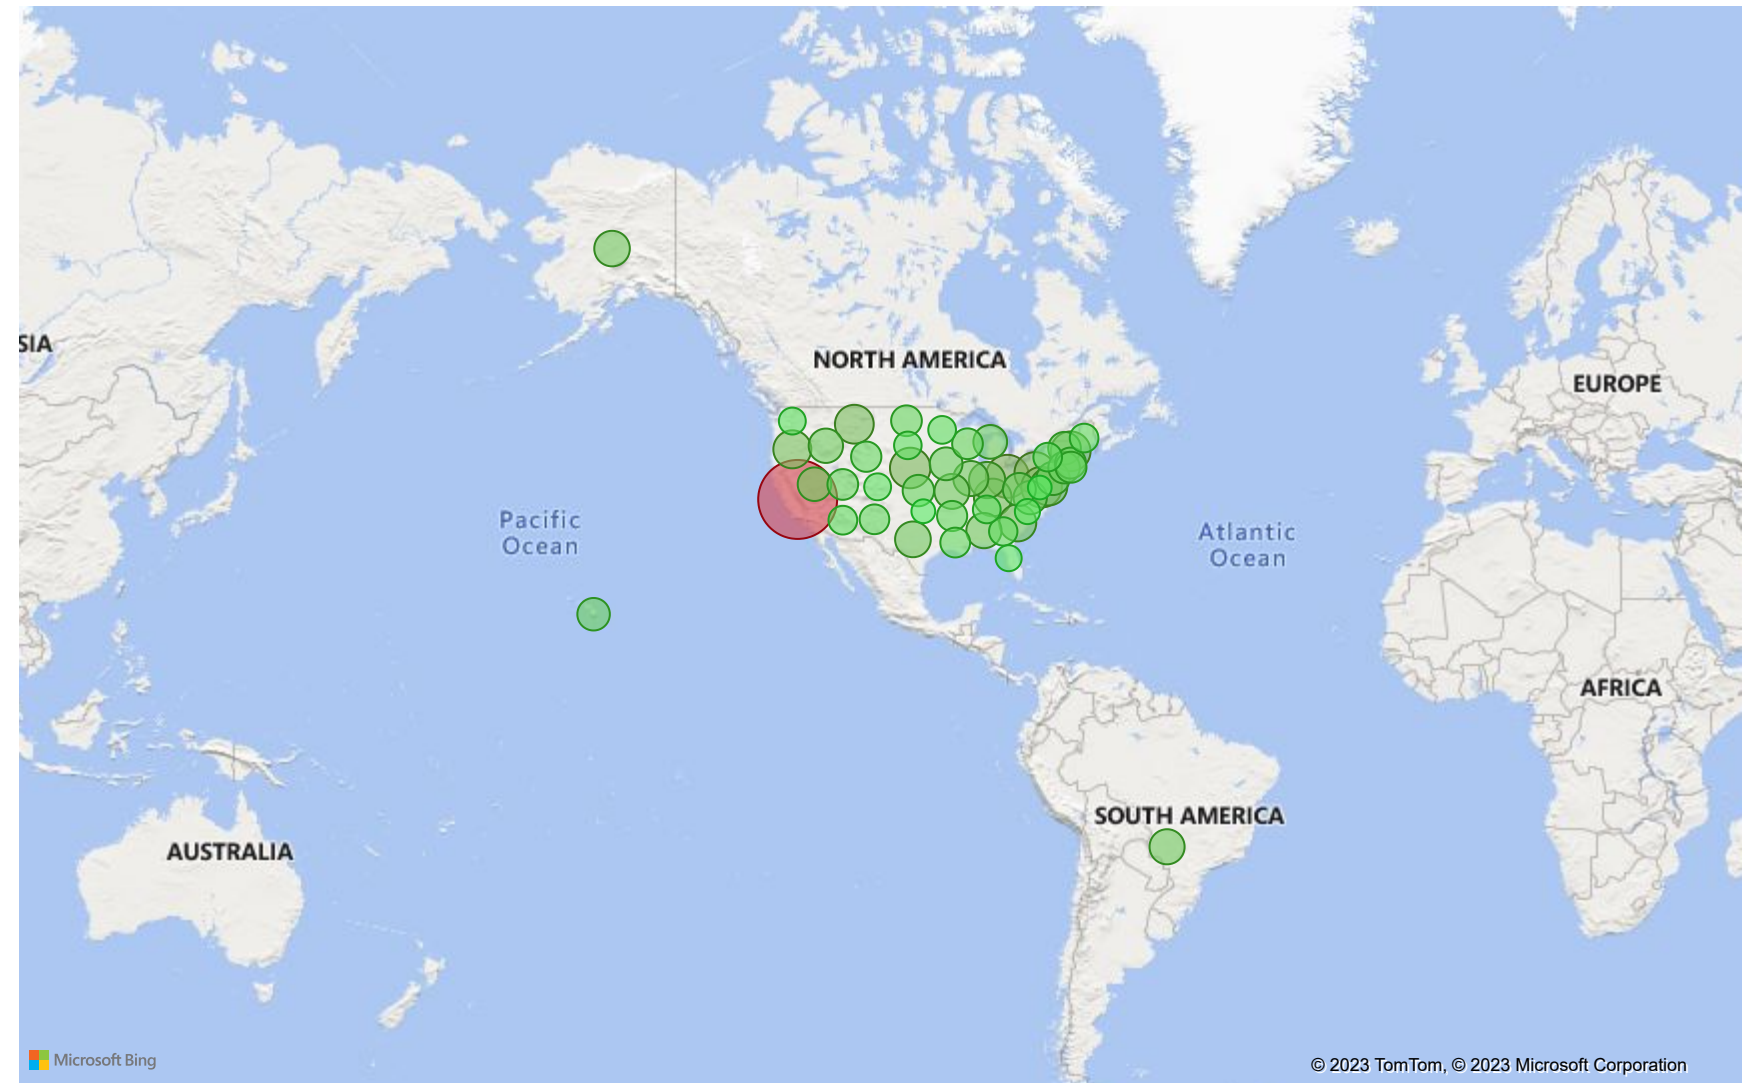 SIA
NORTH AMERICA
EUROPE
Pacific
Ocean
Atlantic
Ocean
AFRICA
SOUTH AMERICA
AUSTRALIA
Microsoft Bing
© 2023 TomTom, © 2023 Microsoft Corporation